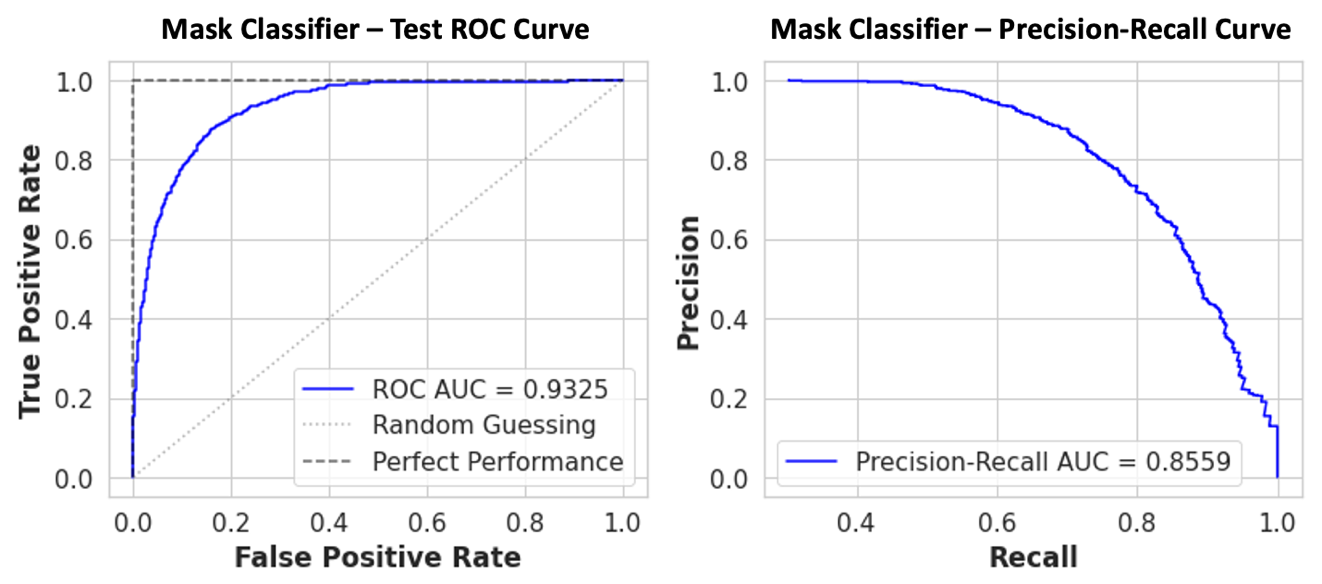 Mask Classifier – Test ROC Curve
True Positive Rate
1.0
0.8
0.6
0.4
0.2
0.0
ROC AUC = 0.9325
Random Guessing
Perfect Performance
0.0 0.2 0.4 0.6 0.8 1.0
False Positive Rate
Mask Classifier – Precision-Recall Curve
Precision
1.0
0.8
0.6
0.4
0.2
0.0
Precision-Recall AUC = 0.8559
0.4 0.6 0.8 1.0
Recall